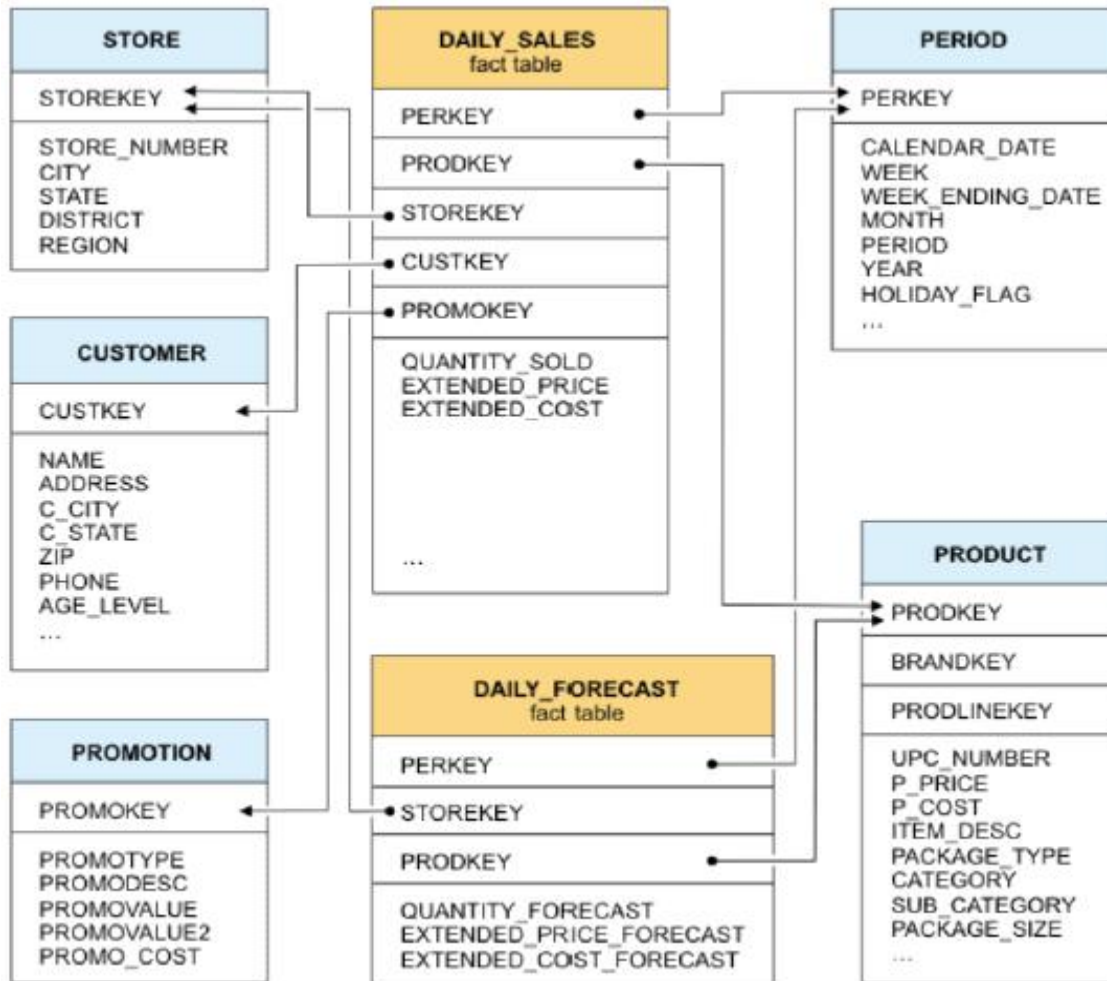 STORE
STOREKEY
STORE_NUMBER
CITY
STATE
DISTRICT
REGION
CUSTOMER
CUSTKEY
NAME
ADDRESS
C_CITY
C_STATE
ZIP
PHONE
AGE_LEVEL
...
PROMOTION
PROMOKEY
PROMOTYPE
PROMODESC
PROMOVALUE
PROMOVALUE2
PROMO_COST
DAILY_SALES
fact table
PERKEY
PRODKEY
STOREKEY
CUSTKEY
PROMOKEY
QUANTITY_SOLD
EXTENDED_PRICE
EXTENDED_COST
...
DAILY_FORECAST
fact table
PERKEY
STOREKEY
PRODKEY
QUANTITY_FORECAST
EXTENDED_PRICE_FORECAST
EXTENDED_COST_FORECAST
PERIOD
PERKEY
CALENDAR_DATE
WEEK
WEEK_ENDING_DATE
MONTH
PERIOD
YEAR
HOLIDAY_FLAG
...
PRODUCT
PRODKEY
BRANDKEY
PRODLINEKEY
UPC_NUMBER
P_PRICE
P_COST
ITEM_DESC
PACKAGE_TYPE
CATEGORY
SUB_CATEGORY
PACKAGE_SIZE
...